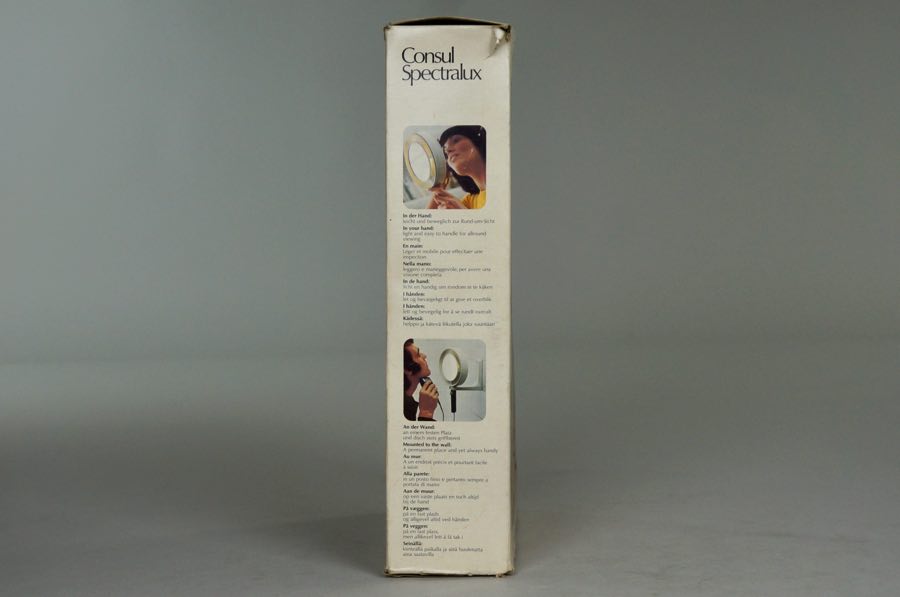 Consul
Spectralux
In der Hand:
leicht und beweglich zur Rund-um-Sicht
In your hand:
light and easy to handle for allround
viewing
En main:
Léger et mobile pour effectuer une
inspection
Nella mano:
leggero e maneggevole, per avere una
visione completa
In de hand:
licht en handig om rondom in te kijken
I hånden:
let og bevægeligt til at give et overblik
I hånden:
lett og bevegelig for å se rundt overalt
Kädessä:
helppo ja kätevä liikutella joka suuntaan
An der Wand:
an einem festen Platz
und doch stets griffbereit
Mounted to the wall:
A permanent place and yet always handy
Au mur:
A un endroit précis et pourtant facile
à saisir
Alla parete:
in un posto fisso e pertanto sempre a
portata di mano
Aan de muur:
op een vaste plaats en toch altijd
bij de hand
På væggen:
på en fast plads
og alligevel altid ved hånden
På veggen:
på en fast plass,
men allikevel lett å få tak i
Seinällä:
kiinteällä paikalla ja siitä huolimatta
aina saatavilla